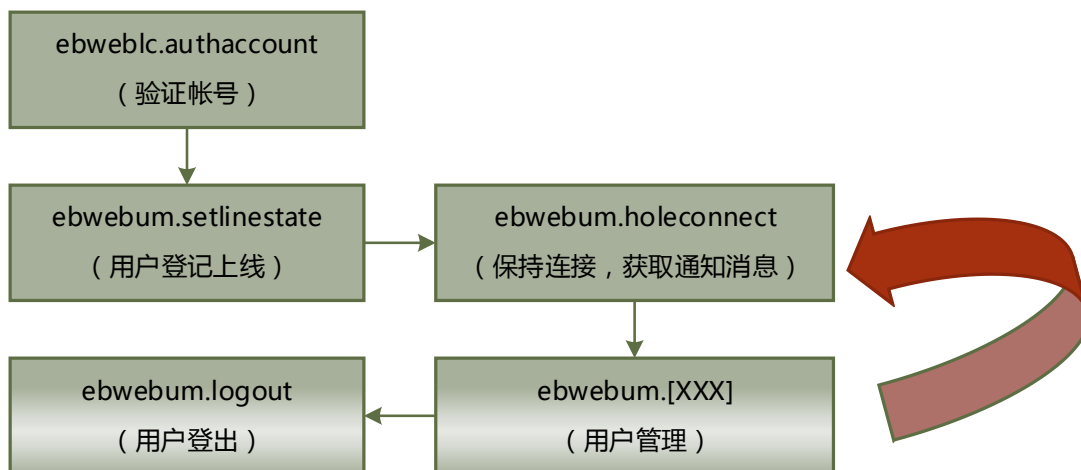 ebweblc.authaccount
（验证帐号）
ebwebum.setlinestate
（用户登记上线）
ebwebum.holeconnect
（保持连接，获取通知消息）
ebwebum.logout
（用户登出）
ebwebum.[XXX]
（用户管理）